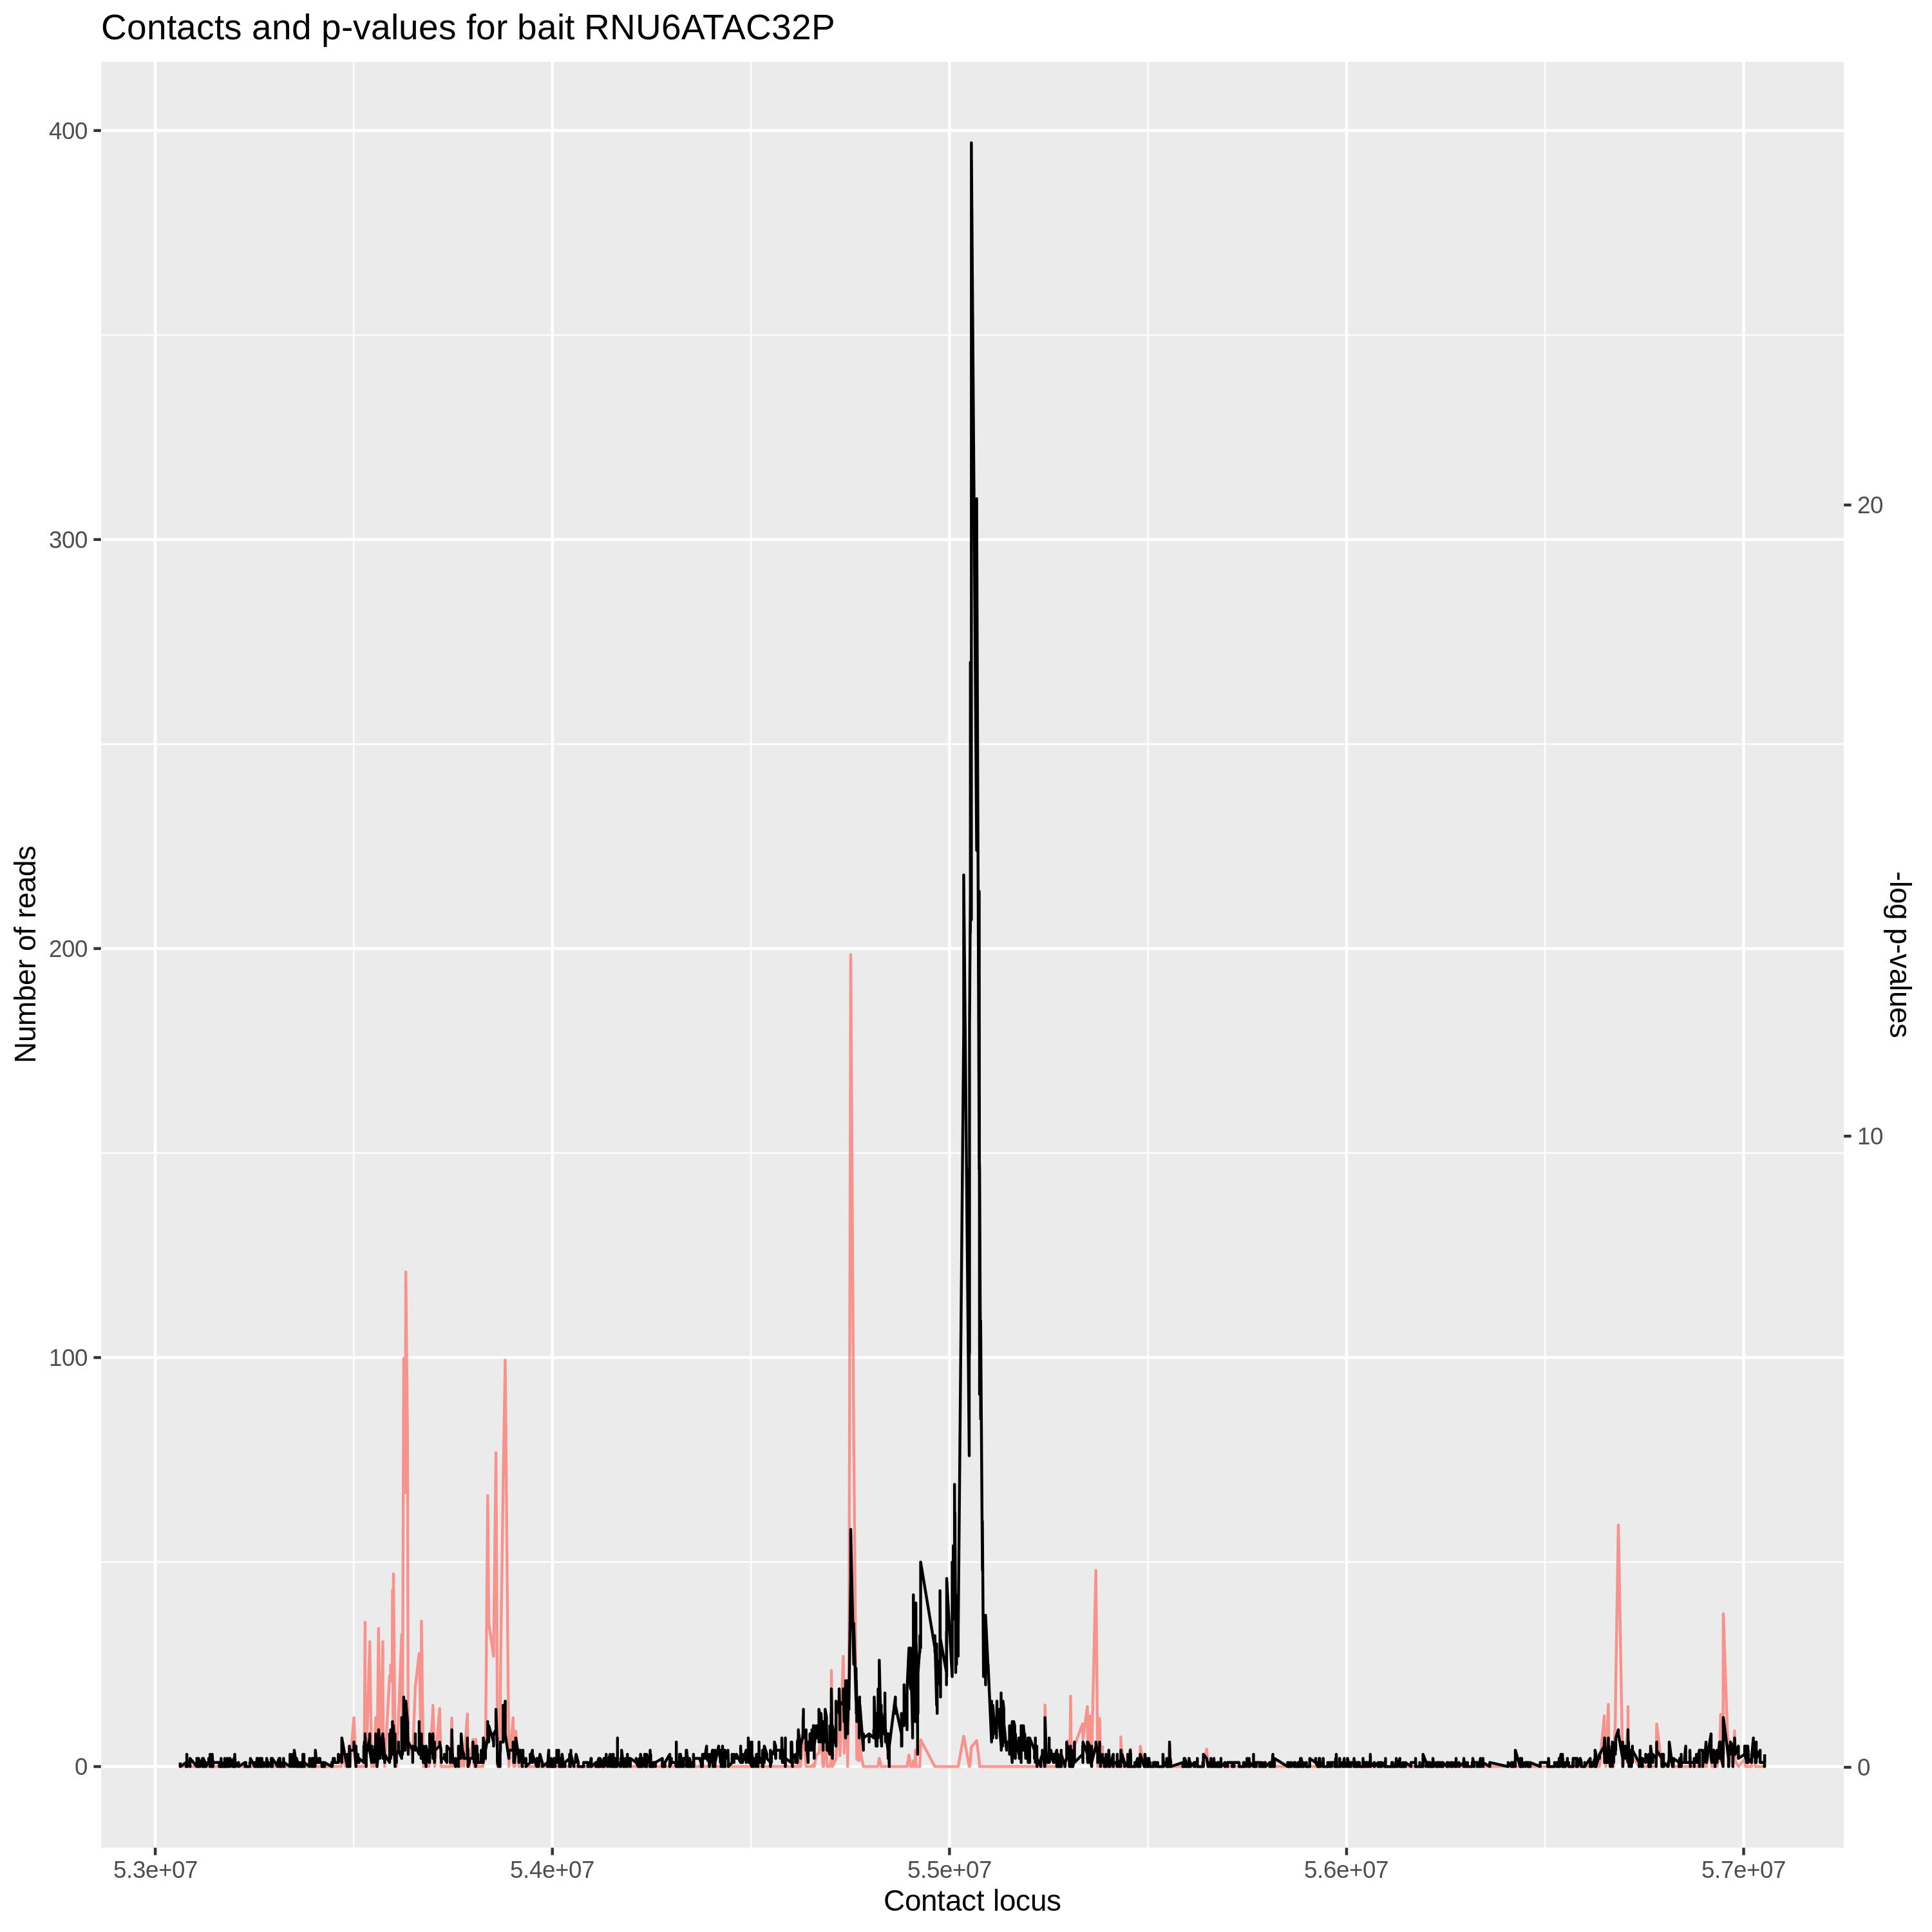 Contacts and p-values for bait RNU6ATAC32P
400
300
200
100
0
Number of reads
20
10
0
-log p-values
5.3e+07
5.4e+07
5.5e+07
5.6e+07
5.7e+07
Contact locus